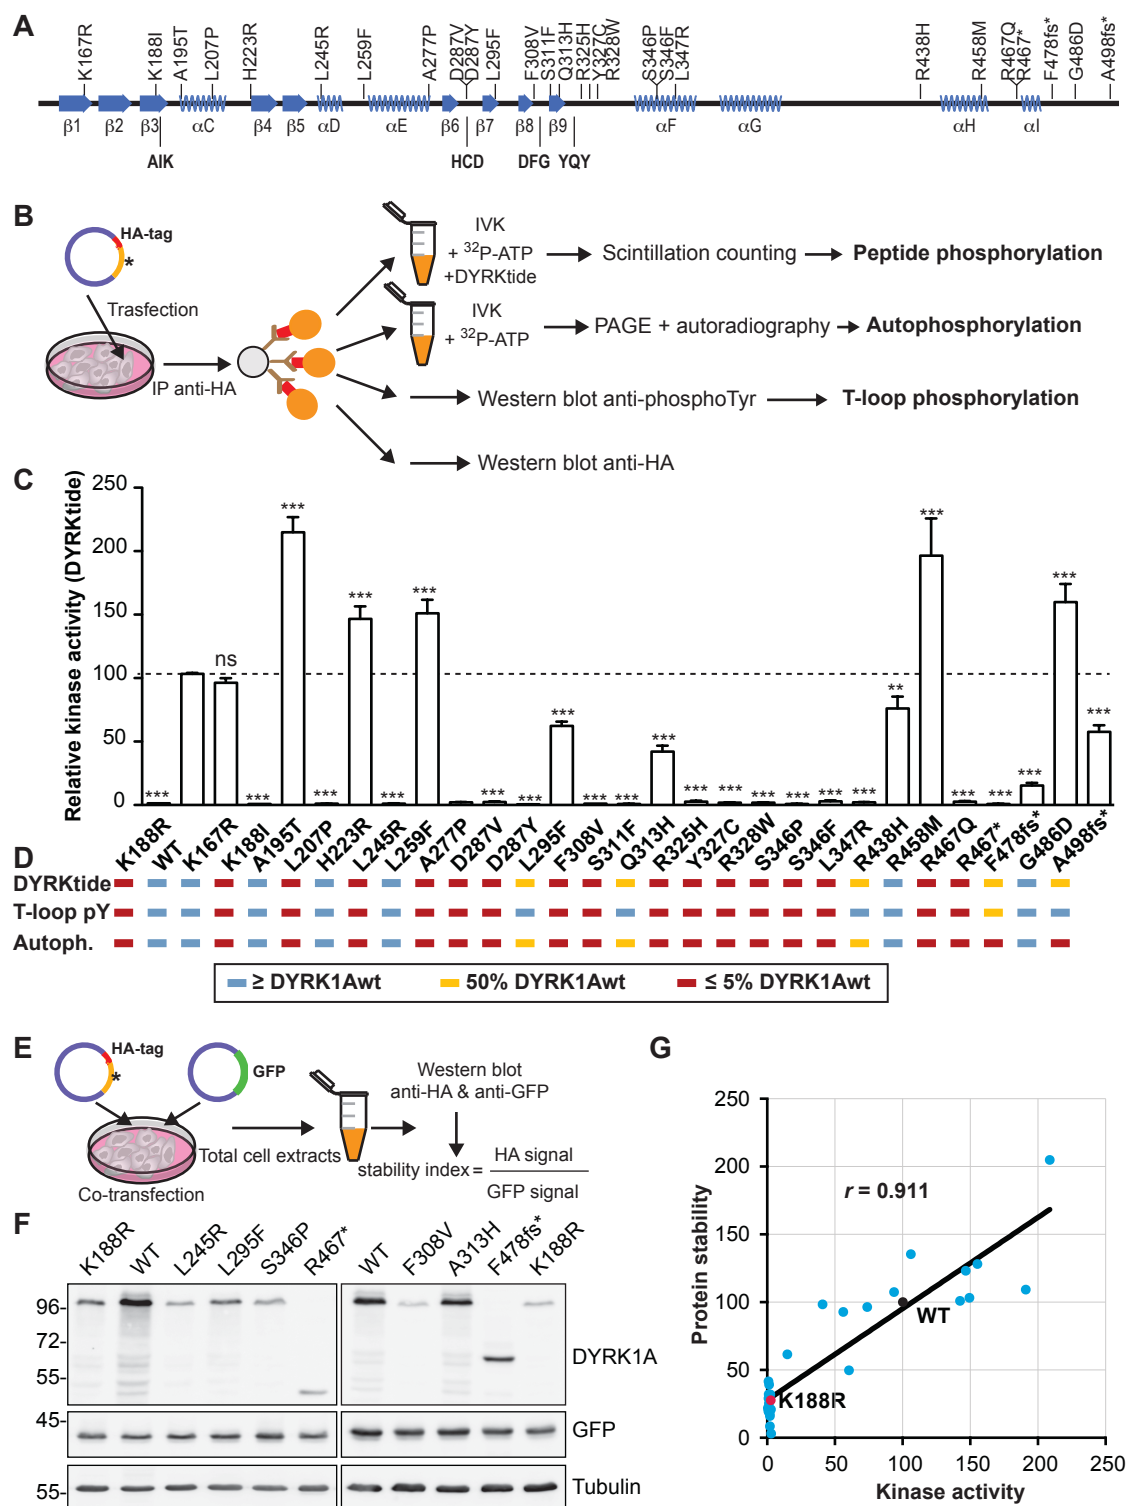 A
K167R K188I A195T L207P H223R L245R L259F A277P D287V D287Y L295F F308V S311F Q313H R325H Y327C R328W S346P S346F L347R R438H R458M R467Q R467* F478fs* G486D A498fs*
β1 β2 β3 αC β4 β5 αD αE β6 β7 β8 β9 αF αG αH αI
AIK HCD DFG YQY
B
HA-tag
*
Trasfection
IP anti-HA
IVK
+ ³²P-ATP
+DYRKtide
Scintillation counting
Peptide phosphorylation
IVK
+ ³²P-ATP
PAGE + autoradiography
Autophosphorylation
Western blot anti-phosphoTyr
T-loop phosphorylation
Western blot anti-HA
C
Relative kinase activity (DYRKtide)
250
200
150
100
50
0
*** ns *** *** *** *** *** *** *** *** *** *** *** *** *** *** *** *** *** *** ** *** *** *** *** *** ***
K188R WT K167R K188I A195T L207P H223R L245R L259F A277P D287V D287Y L295F F308V S311F Q313H R325H Y327C R328W S346P S346F L347R R438H R458M R467Q R467* F478fs* G486D A498fs*
D
DYRKtide
T-loop pY
Autoph.
≥ DYRK1Awt 50% DYRK1Awt ≤ 5% DYRK1Awt
E
HA-tag
*
GFP
Co-transfection
Total cell extracts
Western blot
anti-HA & anti-GFP
stability index = HA signal
GFP signal
F
K188R WT L245R L295F S346P R467* WT F308V A313H F478fs* K188R
96-
72-
55-
DYRK1A
45-
GFP
55-
Tubulin
G
Protein stability
250
200
150
100
50
0
r = 0.911
WT
K188R
0 50 100 150 200 250
Kinase activity